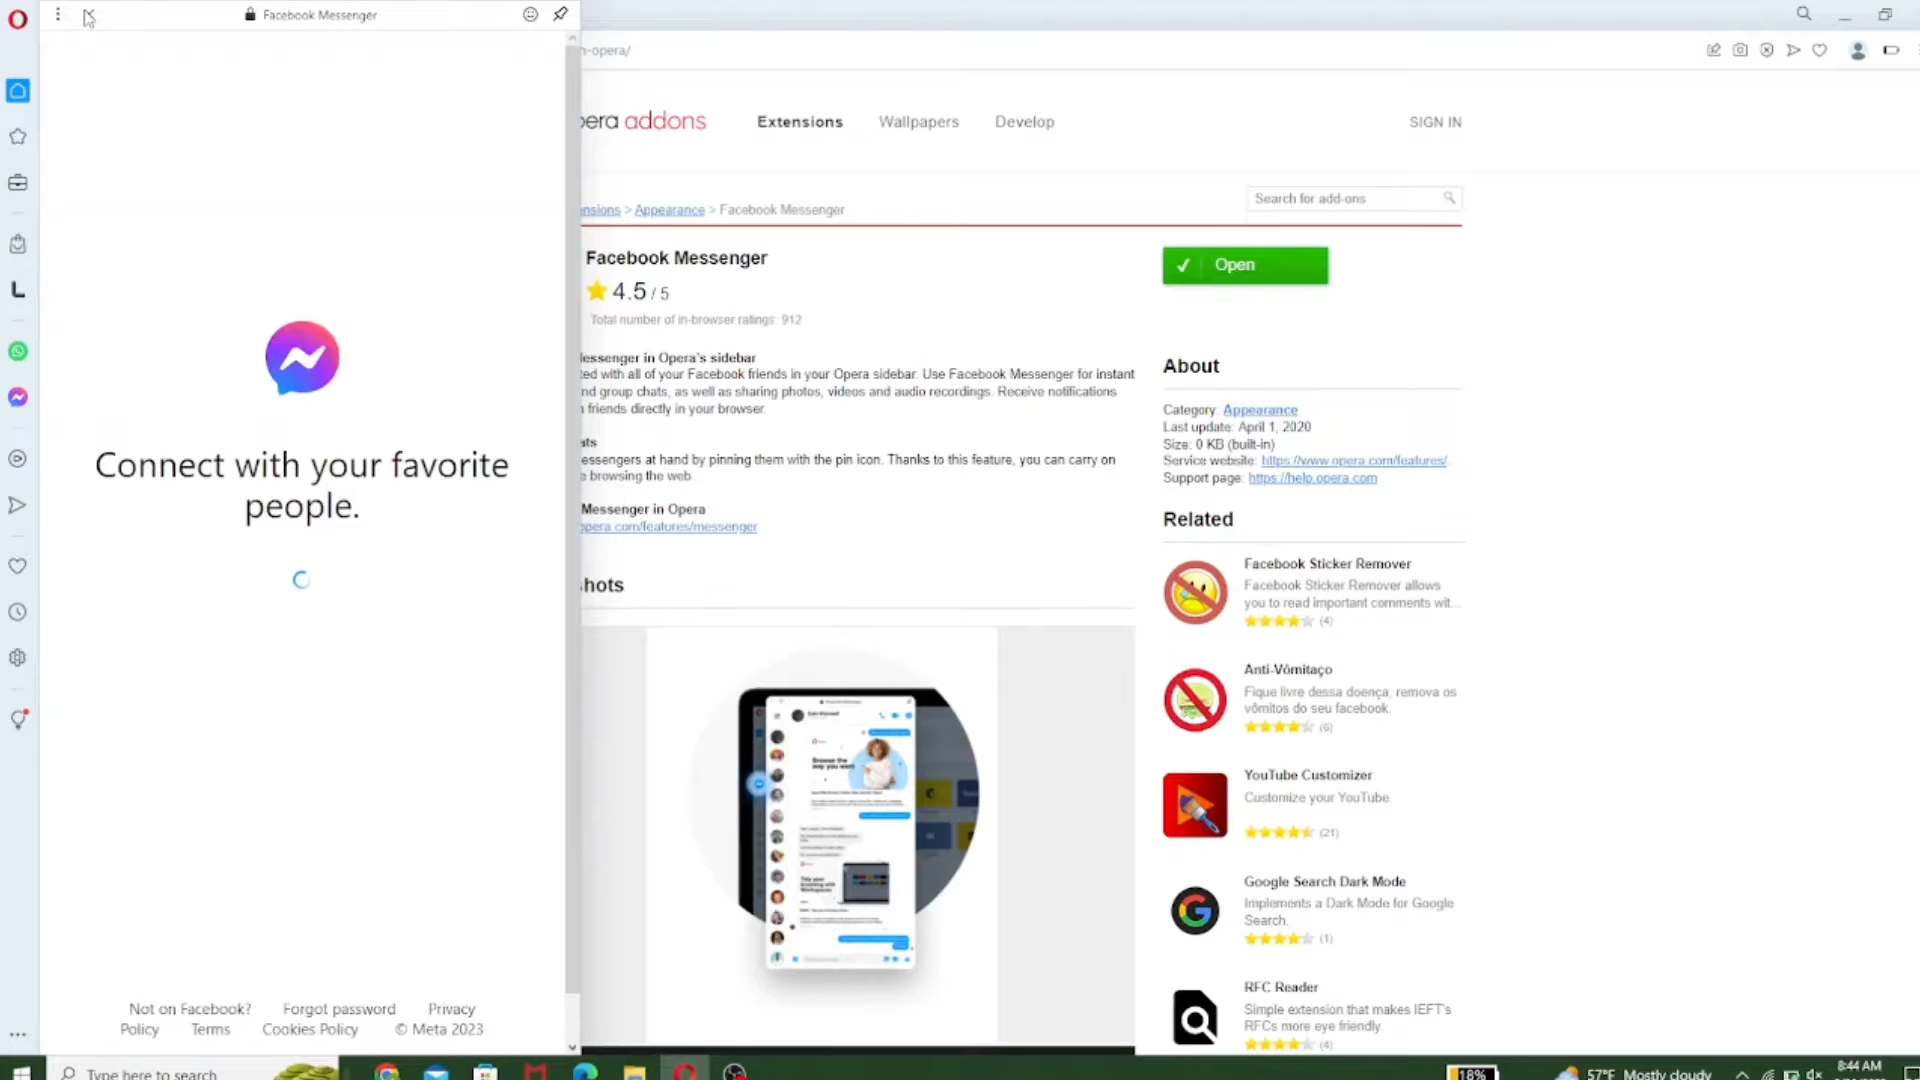 Facebook Messenger
n-opera/
addons
Extensions
Wallpapers
Develop
SIGN IN
Search for add-ons
ensions > Appearance > Facebook Messenger
Facebook Messenger
4.5 / 5
Total number of in-browser ratings: 912
Open
essenger in Opera's sidebar
ed with all of your Facebook friends in your Opera sidebar. Use Facebook Messenger for instant
nd group chats, as well as sharing photos, videos and audio recordings. Receive notifications
friends directly in your browser.
ats
essengers at hand by pinning them with the pin icon. Thanks to this feature, you can carry on
browsing the web.
Messenger in Opera
opera.com/features/messenger
hots
Connect with your favorite
people.
Not on Facebook? Forgot password Privacy
Policy Terms Cookies Policy © Meta 2023
About
Category: Appearance
Last update: April 1, 2020
Size: 0 KB (built-in)
Service website: https://www.opera.com/features/
Support page: https://help.opera.com
Related
Facebook Sticker Remover
Facebook Sticker Remover allows
you to read important comments wit...
(4)
Anti-Vômitaço
Fique livre dessa doença, remova os
vômitos do seu facebook.
(6)
YouTube Customizer
Customize your YouTube.
(21)
Google Search Dark Mode
Implements a Dark Mode for Google
Search.
(1)
RFC Reader
Simple extension that makes IEFT's
RFCs more eye friendly.
(4)
Browse the
way you want
Type here to search
18%
57°F Mostly cloudy
8:44 AM